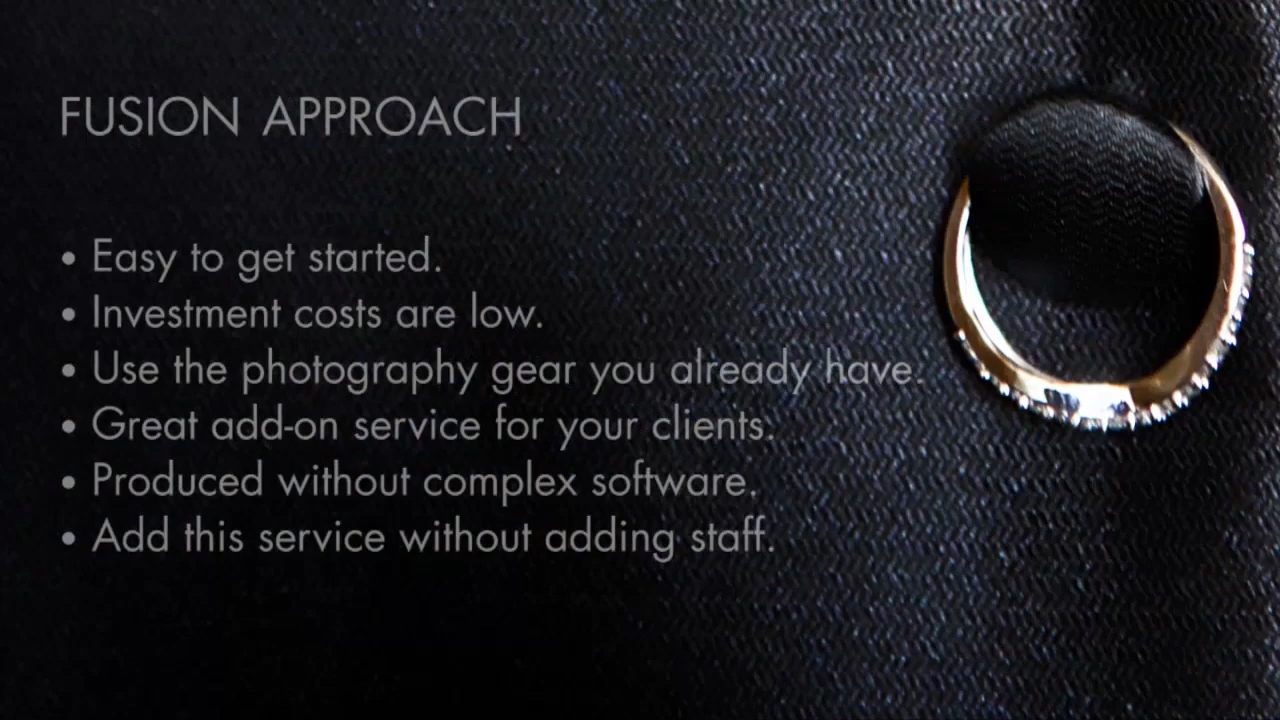 FUSION APPROACH
• Easy to get started.
• Investment costs are low.
• Use the photography gear you already have.
• Great add-on service for your clients.
• Produced without complex software.
• Add this service without adding staff.